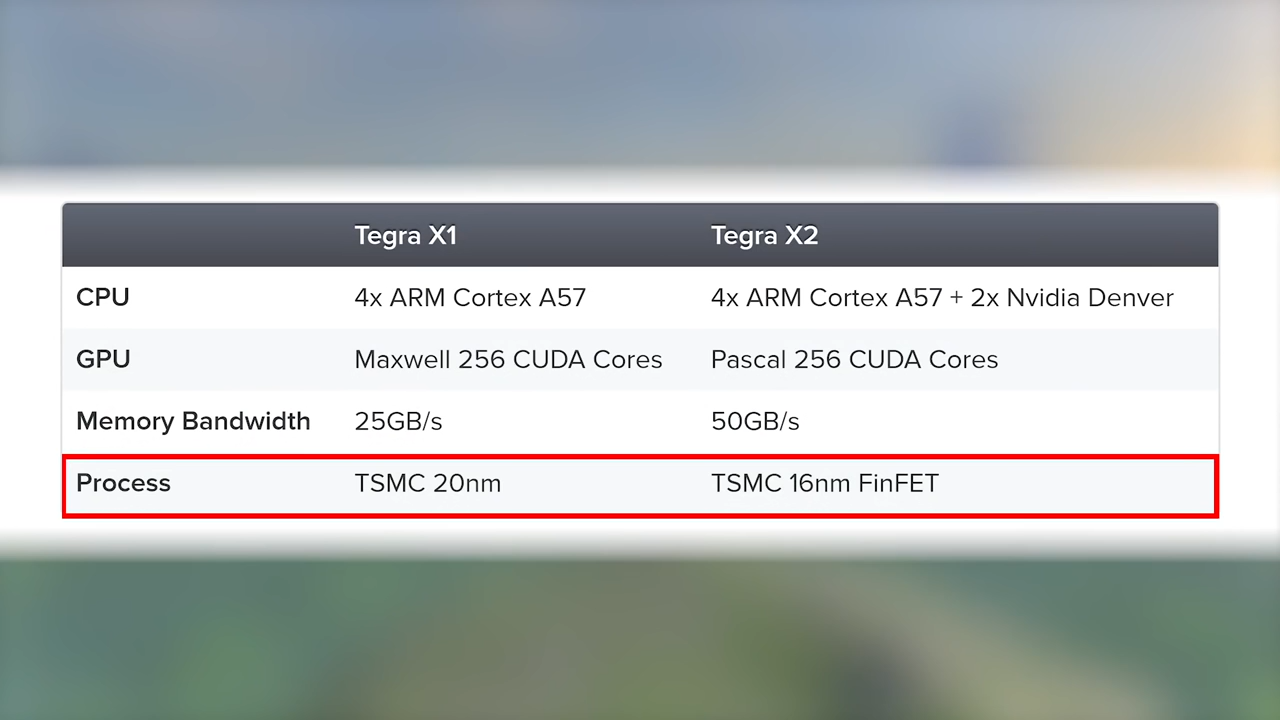 Tegra X1 Tegra X2
CPU 4x ARM Cortex A57 4x ARM Cortex A57 + 2x Nvidia Denver
GPU Maxwell 256 CUDA Cores Pascal 256 CUDA Cores
Memory Bandwidth 25GB/s 50GB/s
Process TSMC 20nm TSMC 16nm FinFET